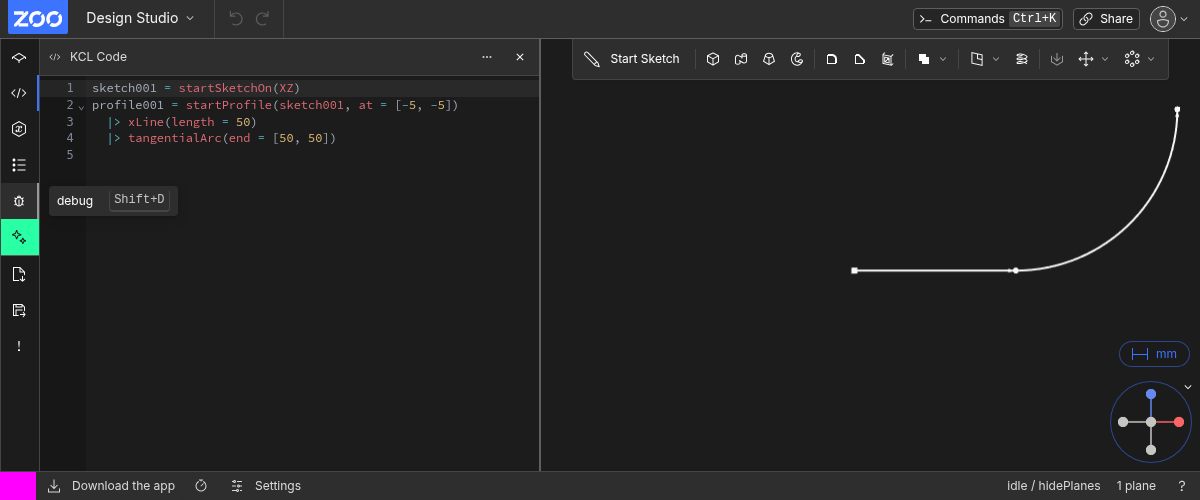 ZOO Design Studio Commands Ctrl+K Share
KCL Code
Start Sketch
1 sketch001 = startSketchOn(XZ)
2 profile001 = startProfile(sketch001, at = [-5, -5])
3 |> xLine(length = 50)
4 |> tangentialArc(end = [50, 50])
5
debug Shift+D
mm
Download the app Settings idle / hidePlanes 1 plane ?